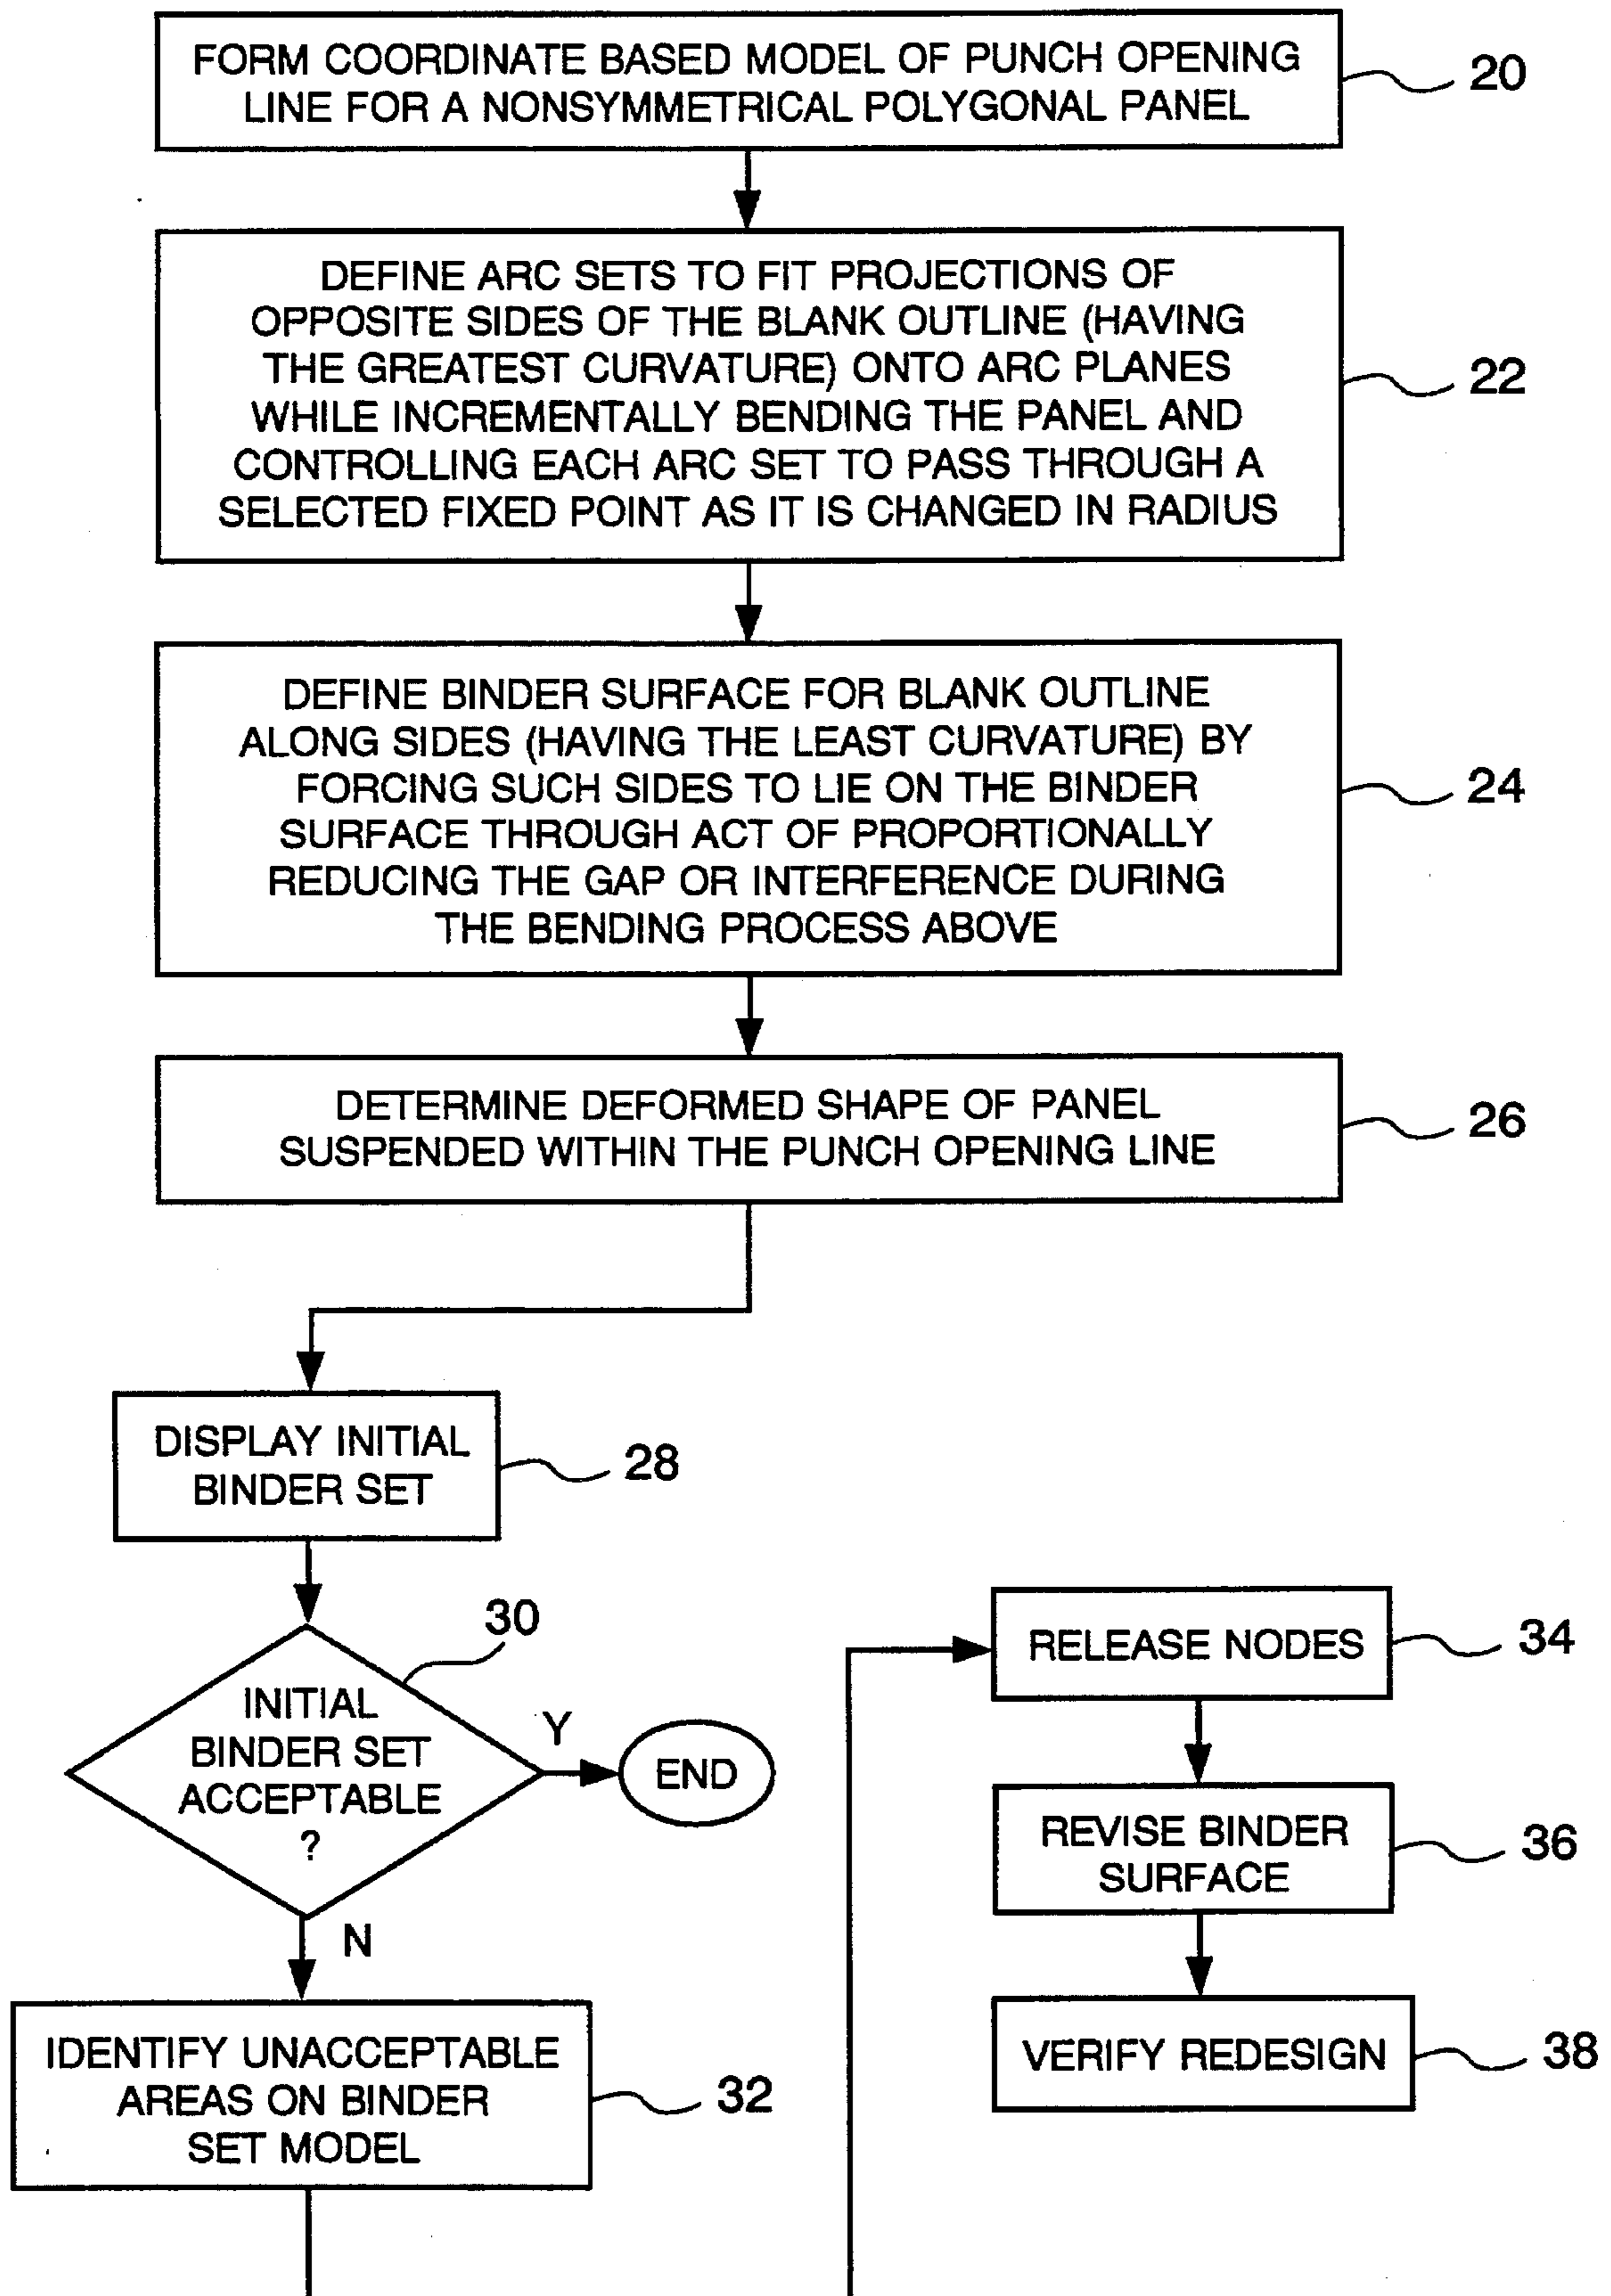 FORM COORDINATE BASED MODEL OF PUNCH OPENING
LINE FOR A NONSYMMETRICAL POLYGONAL PANEL
20
DEFINE ARC SETS TO FIT PROJECTIONS OF
OPPOSITE SIDES OF THE BLANK OUTLINE (HAVING
THE GREATEST CURVATURE) ONTO ARC PLANES
WHILE INCREMENTALLY BENDING THE PANEL AND
CONTROLLING EACH ARC SET TO PASS THROUGH A
SELECTED FIXED POINT AS IT IS CHANGED IN RADIUS
22
DEFINE BINDER SURFACE FOR BLANK OUTLINE
ALONG SIDES (HAVING THE LEAST CURVATURE) BY
FORCING SUCH SIDES TO LIE ON THE BINDER
SURFACE THROUGH ACT OF PROPORTIONALLY
REDUCING THE GAP OR INTERFERENCE DURING
THE BENDING PROCESS ABOVE
24
DETERMINE DEFORMED SHAPE OF PANEL
SUSPENDED WITHIN THE PUNCH OPENING LINE
26
DISPLAY INITIAL
BINDER SET
28
30
INITIAL
BINDER SET
ACCEPTABLE
?
Y
END
N
IDENTIFY UNACCEPTABLE
AREAS ON BINDER
SET MODEL
32
RELEASE NODES
34
REVISE BINDER
SURFACE
36
VERIFY REDESIGN
38